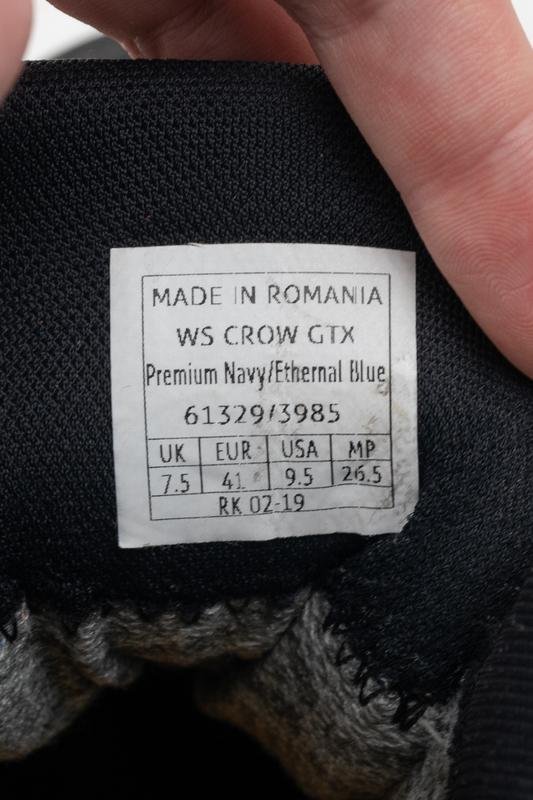 MADE IN ROMANIA
WS CROW GTX
Premium Navy/Ethernal Blue
61329/3985
UK EUR USA MP
7.5 41 9.5 26.5
RK 02-19